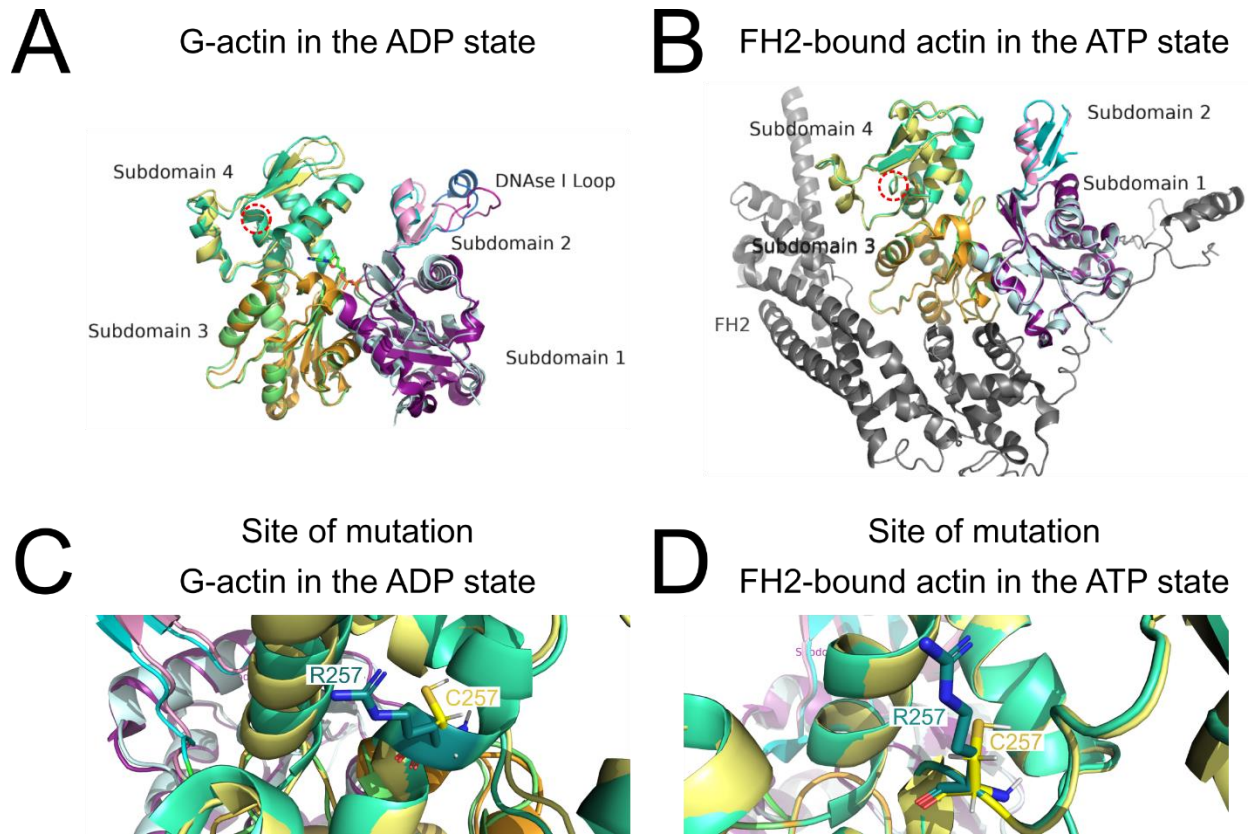 A
G-actin in the ADP state
Subdomain 4
DNAse I Loop
Subdomain 2
Subdomain 3
Subdomain 1
B
FH2-bound actin in the ATP state
Subdomain 4
Subdomain 2
Subdomain 1
Subdomain 3
FH2
C
Site of mutation
G-actin in the ADP state
R257
C257
D
Site of mutation
FH2-bound actin in the ATP state
R257
C257